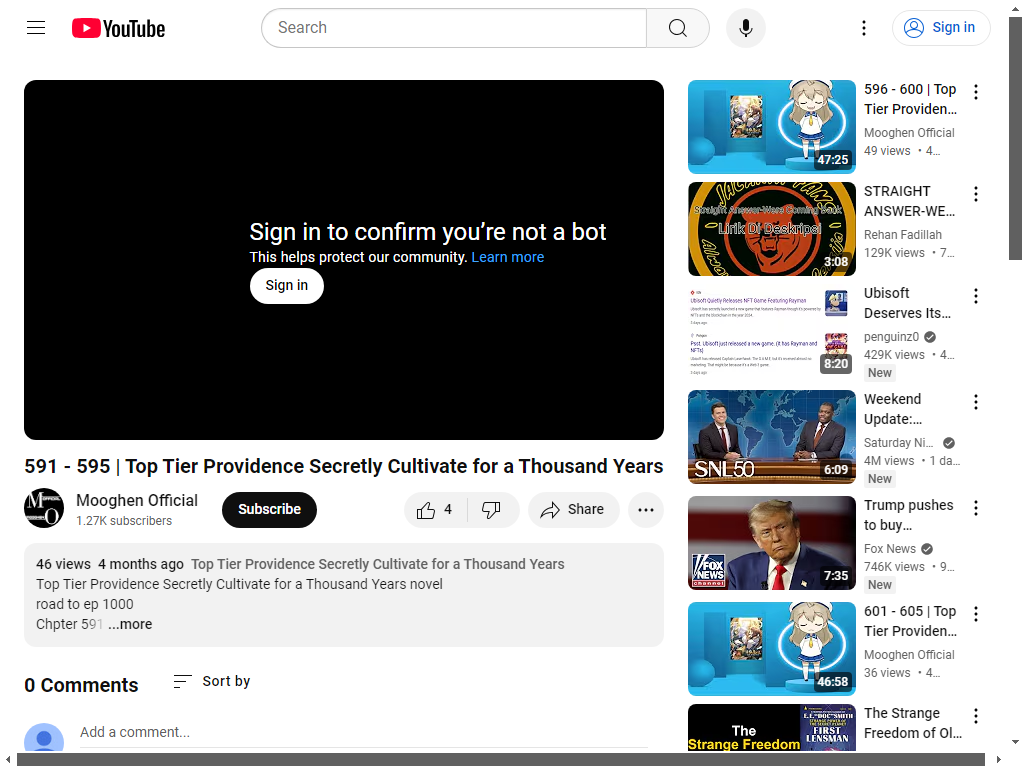 YouTube
Search
Sign in
Sign in to confirm you’re not a bot
This helps protect our community. Learn more
Sign in
591 - 595 | Top Tier Providence Secretly Cultivate for a Thousand Years
Mooghen Official
1.27K subscribers
Subscribe
4
Share
46 views 4 months ago Top Tier Providence Secretly Cultivate for a Thousand Years
Top Tier Providence Secretly Cultivate for a Thousand Years novel
road to ep 1000
Chpter 591 ...more
0 Comments
Sort by
Add a comment...
47:25
596 - 600 | Top
Tier Providen...
Mooghen Official
49 views • 4...
Straight Answer-Were Coming Back
Lirik Di Deskripsi
3:08
STRAIGHT
ANSWER-WE...
Rehan Fadillah
129K views • 7...
Ubisoft Quietly Releases NFT Game Featuring Rayman
Psst. Ubisoft just released a new game. (It has Rayman and
NFTs)
8:20
Ubisoft
Deserves Its...
penguinz0
429K views • 4...
New
SNL50
6:09
Weekend
Update:...
Saturday Ni...
4M views • 1 da...
New
FOX
NEWS
channel
7:35
Trump pushes
to buy...
Fox News
746K views • 9...
New
46:58
601 - 605 | Top
Tier Providen...
Mooghen Official
36 views • 4...
The
Strange Freedom
E.E. "DOC" SMITH
FIRST
LENSMAN
The Strange
Freedom of Ol...